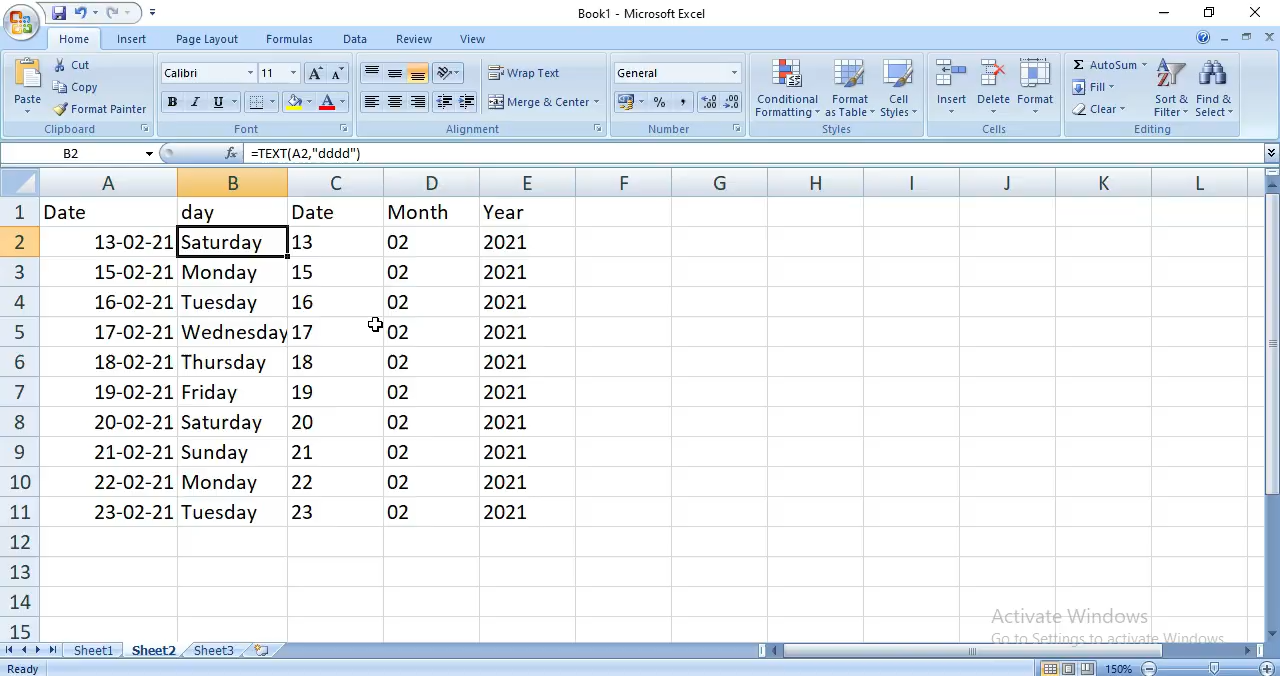 Book1 - Microsoft Excel
Home Insert Page Layout Formulas Data Review View
Paste
Cut
Copy
Format Painter
Clipboard
Calibri 11
B I U
Font
Wrap Text
Merge & Center
Alignment
General
% ,
Number
Conditional Formatting
Format as Table
Cell Styles
Styles
Insert Delete Format
Cells
Σ AutoSum
Fill
Clear
Sort & Filter
Find & Select
Editing
B2 fx =TEXT(A2,"dddd")
A B C D E F G H I J K L
1 Date day Date Month Year
2 13-02-21 Saturday 13 02 2021
3 15-02-21 Monday 15 02 2021
4 16-02-21 Tuesday 16 02 2021
5 17-02-21 Wednesday 17 02 2021
6 18-02-21 Thursday 18 02 2021
7 19-02-21 Friday 19 02 2021
8 20-02-21 Saturday 20 02 2021
9 21-02-21 Sunday 21 02 2021
10 22-02-21 Monday 22 02 2021
11 23-02-21 Tuesday 23 02 2021
12
13
14
15
Activate Windows
Go to Settings to activate Windows.
Sheet1 Sheet2 Sheet3
Ready 150%